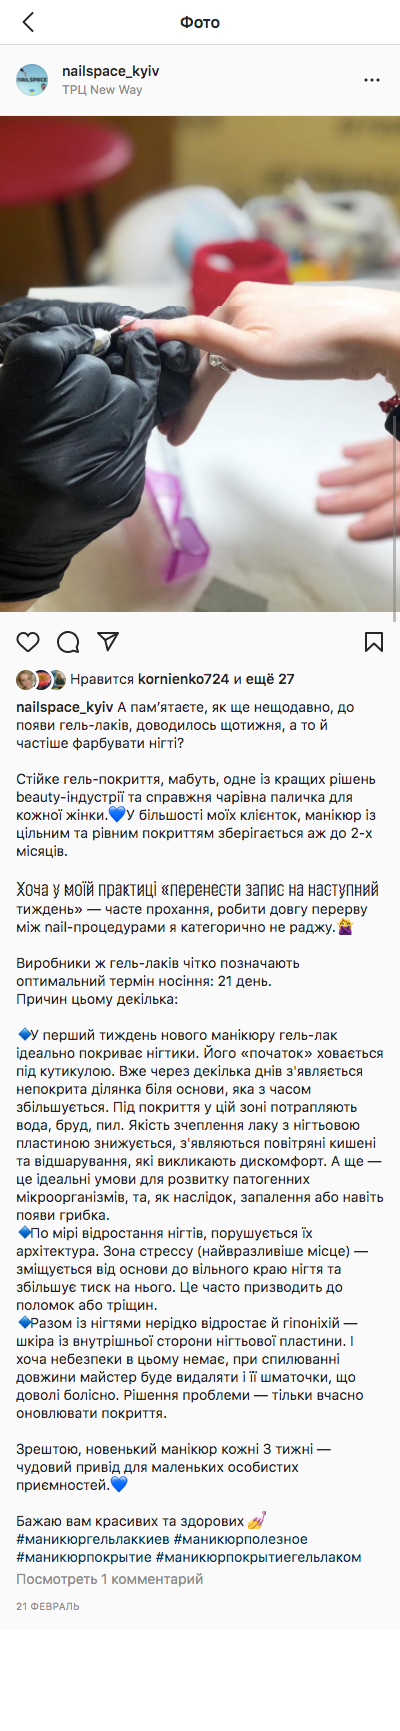 Фото
nailspace_kyiv
ТРЦ New Way
NAILSPACE
Нравится kornienko724 и ещё 27
nailspace_kyiv А пам’ятаєте, як ще нещодавно, до
появи гель-лаків, доводилось щотижня, а то й
частіше фарбувати нігті?
Стійке гель-покриття, мабуть, одне із кращих рішень
beauty-індустрії та справжня чарівна паличка для
кожної жінки.💙У більшості моїх клієнток, манікюр із
цільним та рівним покриттям зберігається аж до 2-х
місяців.
Хоча у моїй практиці «перенести запис на наступний
тиждень» — часте прохання, робити довгу перерву
між nail-процедурами я категорично не раджу.🙅‍♀️
Виробники ж гель-лаків чітко позначають
оптимальний термін носіння: 21 день.
Причин цьому декілька:
🔷У перший тиждень нового манікюру гель-лак
ідеально покриває нігтики. Його «початок» ховається
під кутикулою. Вже через декілька днів з'являється
непокрита ділянка біля основи, яка з часом
збільшується. Під покриття у цій зоні потрапляють
вода, бруд, пил. Якість зчеплення лаку з нігтьовою
пластиною знижується, з'являються повітряні кишені
та відшарування, які викликають дискомфорт. А ще —
це ідеальні умови для розвитку патогенних
мікроорганізмів, та, як наслідок, запалення або навіть
появи грибка.
🔷По мірі відростання нігтів, порушується їх
архітектура. Зона стрессу (найвразливіше місце) —
зміщується від основи до вільного краю нігтя та
збільшує тиск на нього. Це часто призводить до
поломок або тріщин.
🔷Разом із нігтями нерідко відростає й гіпоніхій —
шкіра із внутрішньої сторони нігтьової пластини. І
хоча небезпеки в цьому немає, при спилюванні
довжини майстер буде видаляти і її шматочки, що
доволі болісно. Рішення проблеми — тільки вчасно
оновлювати покриття.
Зрештою, новенький манікюр кожні 3 тижні —
чудовий привід для маленьких особистих
приємностей.💙
Бажаю вам красивих та здорових 💅
#маникюргельлаккиев #маникюрполезное
#маникюрпокрытие #маникюрпокрытиегельлаком
Посмотреть 1 комментарий
21 ФЕВРАЛЬ